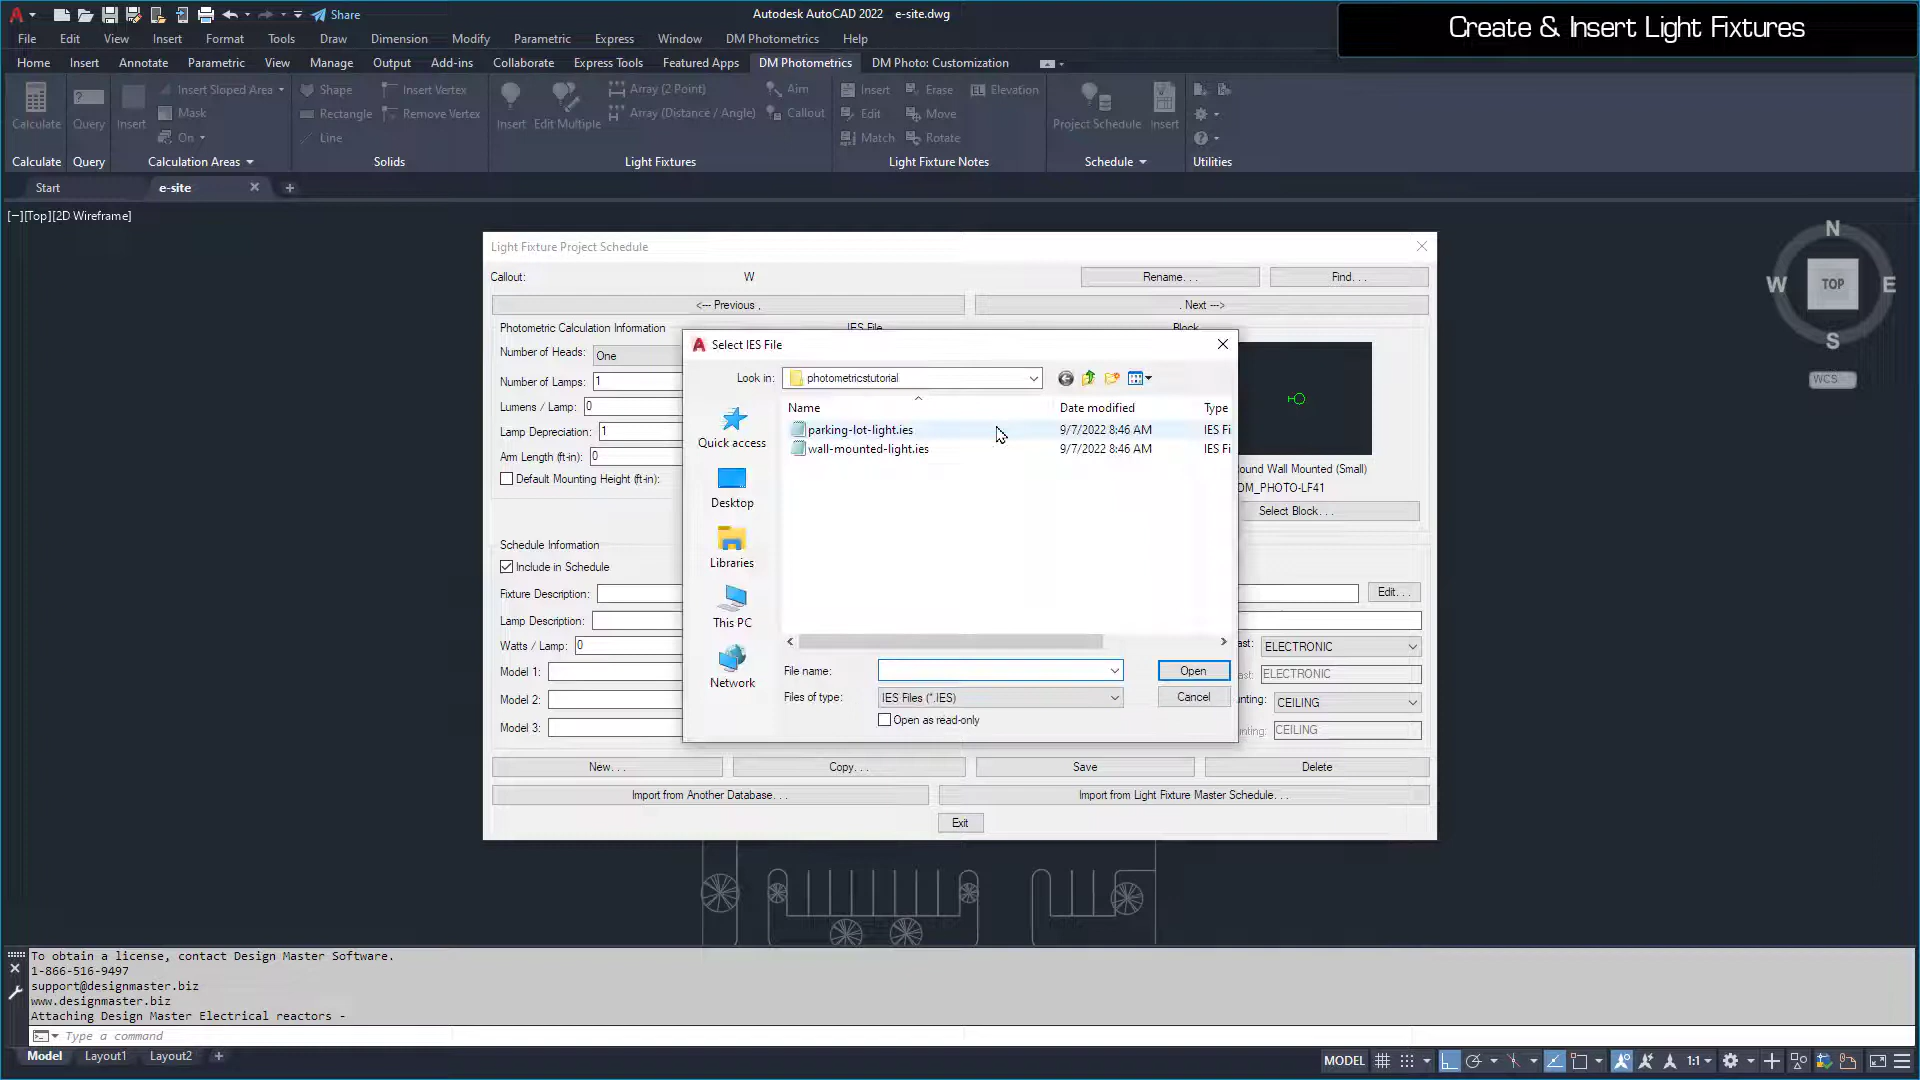 Share
Autodesk AutoCAD 2022 e-site.dwg
Create & Insert Light Fixtures
File Edit View Insert Format Tools Draw Dimension Modify Parametric Express Window DM Photometrics Help
Home Insert Annotate Parametric View Manage Output Add-ins Collaborate Express Tools Featured Apps DM Photometrics DM Photo: Customization
Insert Sloped Area Shape Insert Vertex Array (2 Point) Aim Insert Erase Elevation
Mask Rectangle Remove Vertex Array (Distance / Angle) Callout Edit Move
Calculate Query Insert Insert Edit Multiple Project Schedule Insert
On Line Match Rotate
Calculate Query Calculation Areas Solids Light Fixtures Light Fixture Notes Schedule Utilities
Start e-site
[−][Top][2D Wireframe]
N
W TOP E
S
WCS
Light Fixture Project Schedule
Callout: W Rename. . . Find. . .
<--- Previous , . Next --->
Photometric Calculation Information IES File Block
Number of Heads: One
Number of Lamps: 1
Lumens / Lamp: 0
Lamp Depreciation: 1
Arm Length (ft-in): 0
Default Mounting Height (ft-in):
ound Wall Mounted (Small)
DM_PHOTO-LF41
Select Block. . .
Select IES File
Look in: photometricstutorial
Name Date modified Type
parking-lot-light.ies 9/7/2022 8:46 AM IES Fi
wall-mounted-light.ies 9/7/2022 8:46 AM IES Fi
Quick access
Desktop
Libraries
This PC
Network
File name: Open
Files of type: IES Files (*.IES) Cancel
Open as read-only
Schedule Information
Include in Schedule
Fixture Description: Edit. . .
Lamp Description:
Watts / Lamp: 0 ast: ELECTRONIC
Model 1: ast: ELECTRONIC
Model 2: nting: CEILING
Model 3: nting: CEILING
New. . . Copy. . . Save Delete
Import from Another Database. . . Import from Light Fixture Master Schedule. . .
Exit
To obtain a license, contact Design Master Software.
1-866-516-9497
support@designmaster.biz
www.designmaster.biz
Attaching Design Master Electrical reactors -
Type a command
Model Layout1 Layout2 + MODEL 1:1